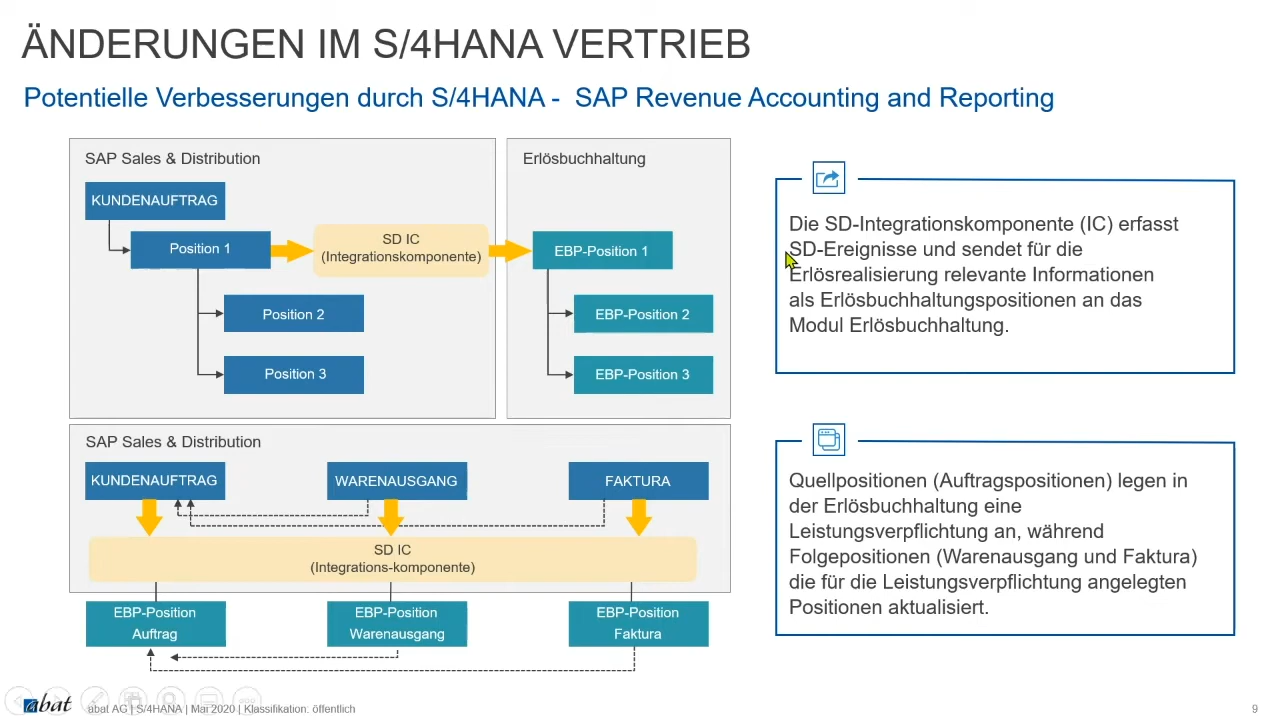 ÄNDERUNGEN IM S/4HANA VERTRIEB
Potentielle Verbesserungen durch S/4HANA - SAP Revenue Accounting and Reporting
SAP Sales & Distribution
KUNDENAUFTRAG
Position 1
SD IC
(Integrationskomponente)
Position 2
Position 3
Erlösbuchhaltung
EBP-Position 1
EBP-Position 2
EBP-Position 3
Die SD-Integrationskomponente (IC) erfasst
SD-Ereignisse und sendet für die
Erlösrealisierung relevante Informationen
als Erlösbuchhaltungspositionen an das
Modul Erlösbuchhaltung.
SAP Sales & Distribution
KUNDENAUFTRAG
WARENAUSGANG
FAKTURA
SD IC
(Integrations-komponente)
EBP-Position
Auftrag
EBP-Position
Warenausgang
EBP-Position
Faktura
Quellpositionen (Auftragspositionen) legen in
der Erlösbuchhaltung eine
Leistungsverpflichtung an, während
Folgepositionen (Warenausgang und Faktura)
die für die Leistungsverpflichtung angelegten
Positionen aktualisiert.
abat
abat AG | S/4HANA | Mai 2020 | Klassifikation: öffentlich
9